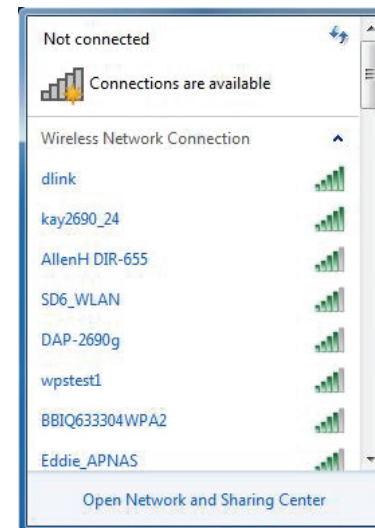 Not connected
Connections are available
Wireless Network Connection
dlink
kay2690_24
AllenH DIR-655
SD6_WLAN
DAP-2690g
wpstest1
BBIQ633304WPA2
Eddie_APNAS
Open Network and Sharing Center